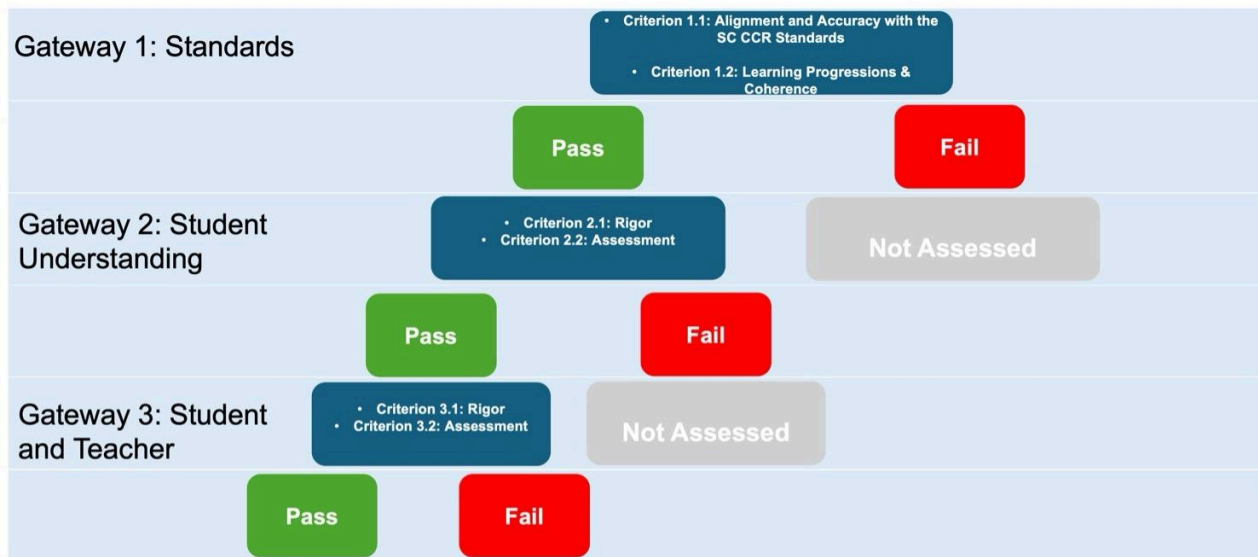 Gateway 1: Standards
• Criterion 1.1: Alignment and Accuracy with the
SC CCR Standards
• Criterion 1.2: Learning Progressions &
Coherence
Pass
Fail
Gateway 2: Student
Understanding
• Criterion 2.1: Rigor
• Criterion 2.2: Assessment
Not Assessed
Pass
Fail
Gateway 3: Student
and Teacher
• Criterion 3.1: Rigor
• Criterion 3.2: Assessment
Not Assessed
Pass
Fail